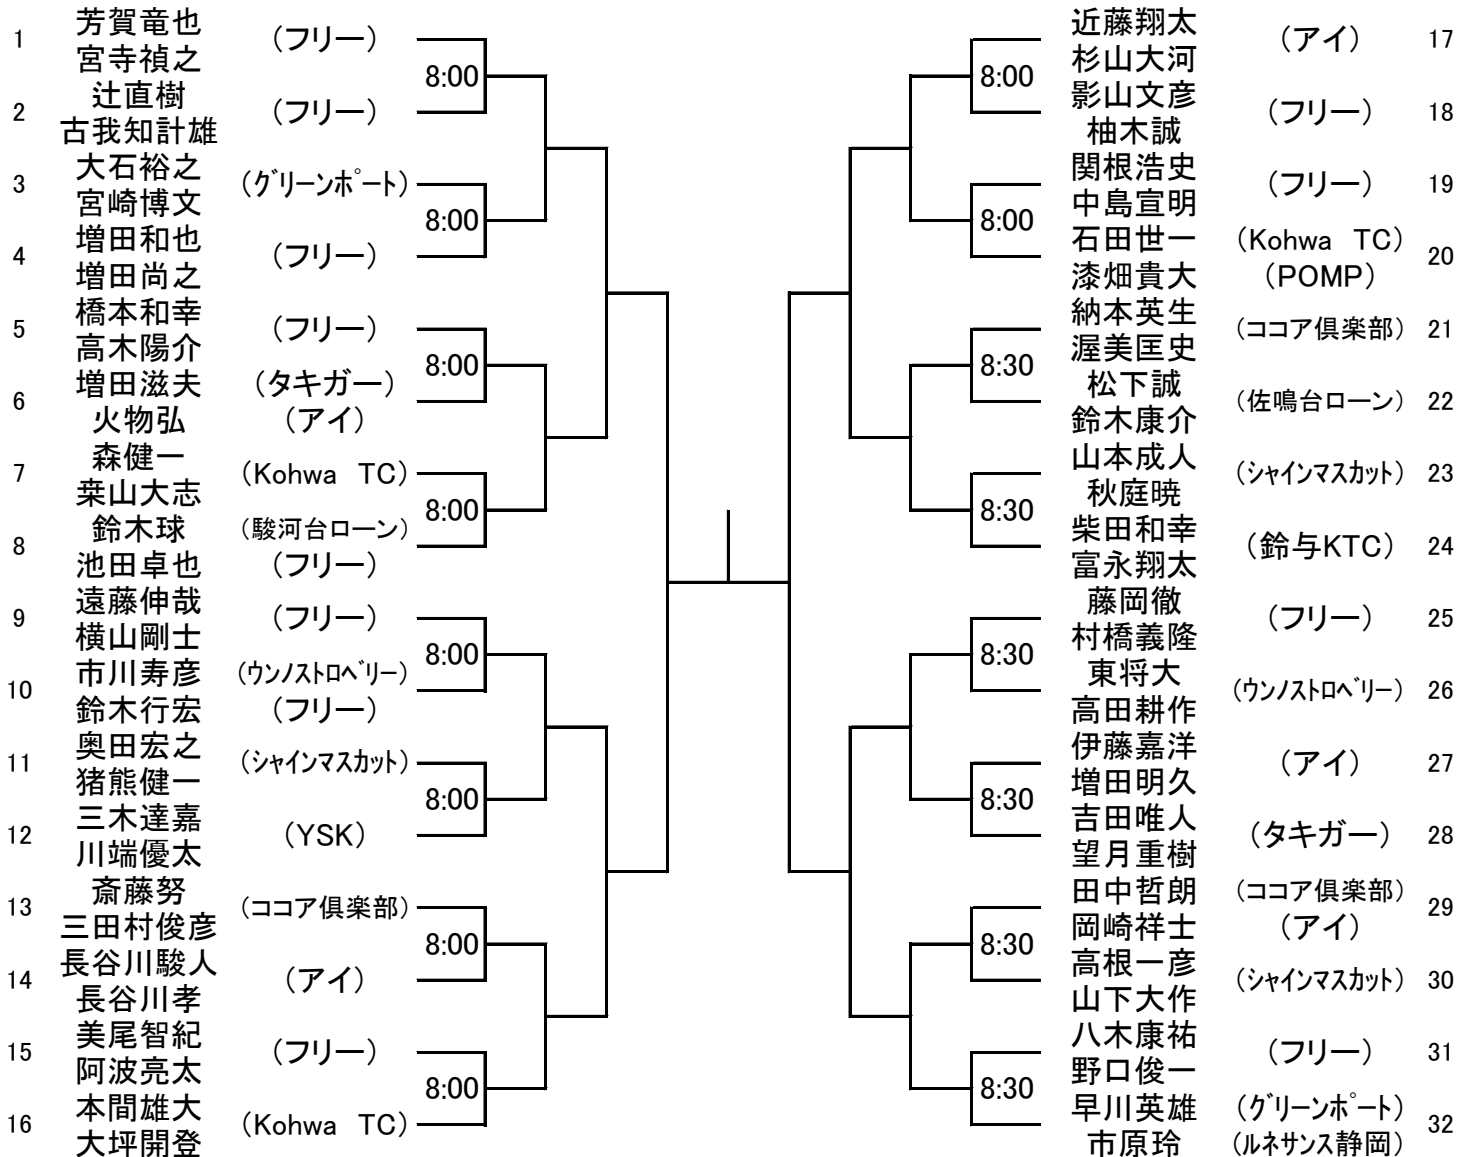 1 芳賀竜也 (フリー)
宮寺禎之
8:00
2 辻直樹 (フリー)
古我知計雄
3 大石裕之 (グリーンポート)
宮崎博文
8:00
4 増田和也 (フリー)
増田尚之
5 橋本和幸 (フリー)
高木陽介
8:00
6 増田滋夫 (タキガー)
火物弘 (アイ)
7 森健一 (Kohwa TC)
桒山大志
8:00
8 鈴木球 (駿河台ローン)
池田卓也 (フリー)
9 遠藤伸哉 (フリー)
横山剛士
8:00
10 市川寿彦 (ウンノストロベリー)
鈴木行宏 (フリー)
11 奥田宏之 (シャインマスカット)
猪熊健一
8:00
12 三木達嘉 (YSK)
川端優太
13 斎藤努 (ココア倶楽部)
三田村俊彦
8:00
14 長谷川駿人 (アイ)
長谷川孝
15 美尾智紀 (フリー)
阿波亮太
8:00
16 本間雄大 (Kohwa TC)
大坪開登
近藤翔太 (アイ) 17
杉山大河
8:00
影山文彦 (フリー) 18
柚木誠
関根浩史 (フリー) 19
中島宣明
8:00
石田世一 (Kohwa TC) 20
漆畑貴大 (POMP)
納本英生 (ココア倶楽部) 21
渥美匡史
8:30
松下誠 (佐鳴台ローン) 22
鈴木康介
山本成人 (シャインマスカット) 23
秋庭暁
8:30
柴田和幸 (鈴与KTC) 24
富永翔太
藤岡徹 (フリー) 25
村橋義隆
8:30
東将大 (ウンノストロベリー) 26
高田耕作
伊藤嘉洋 (アイ) 27
増田明久
8:30
吉田唯人 (タキガー) 28
望月重樹
田中哲朗 (ココア倶楽部) 29
岡崎祥士 (アイ)
8:30
高根一彦 (シャインマスカット) 30
山下大作
八木康祐 (フリー) 31
野口俊一
8:30
早川英雄 (グリーンポート) 32
市原玲 (ルネサンス静岡)